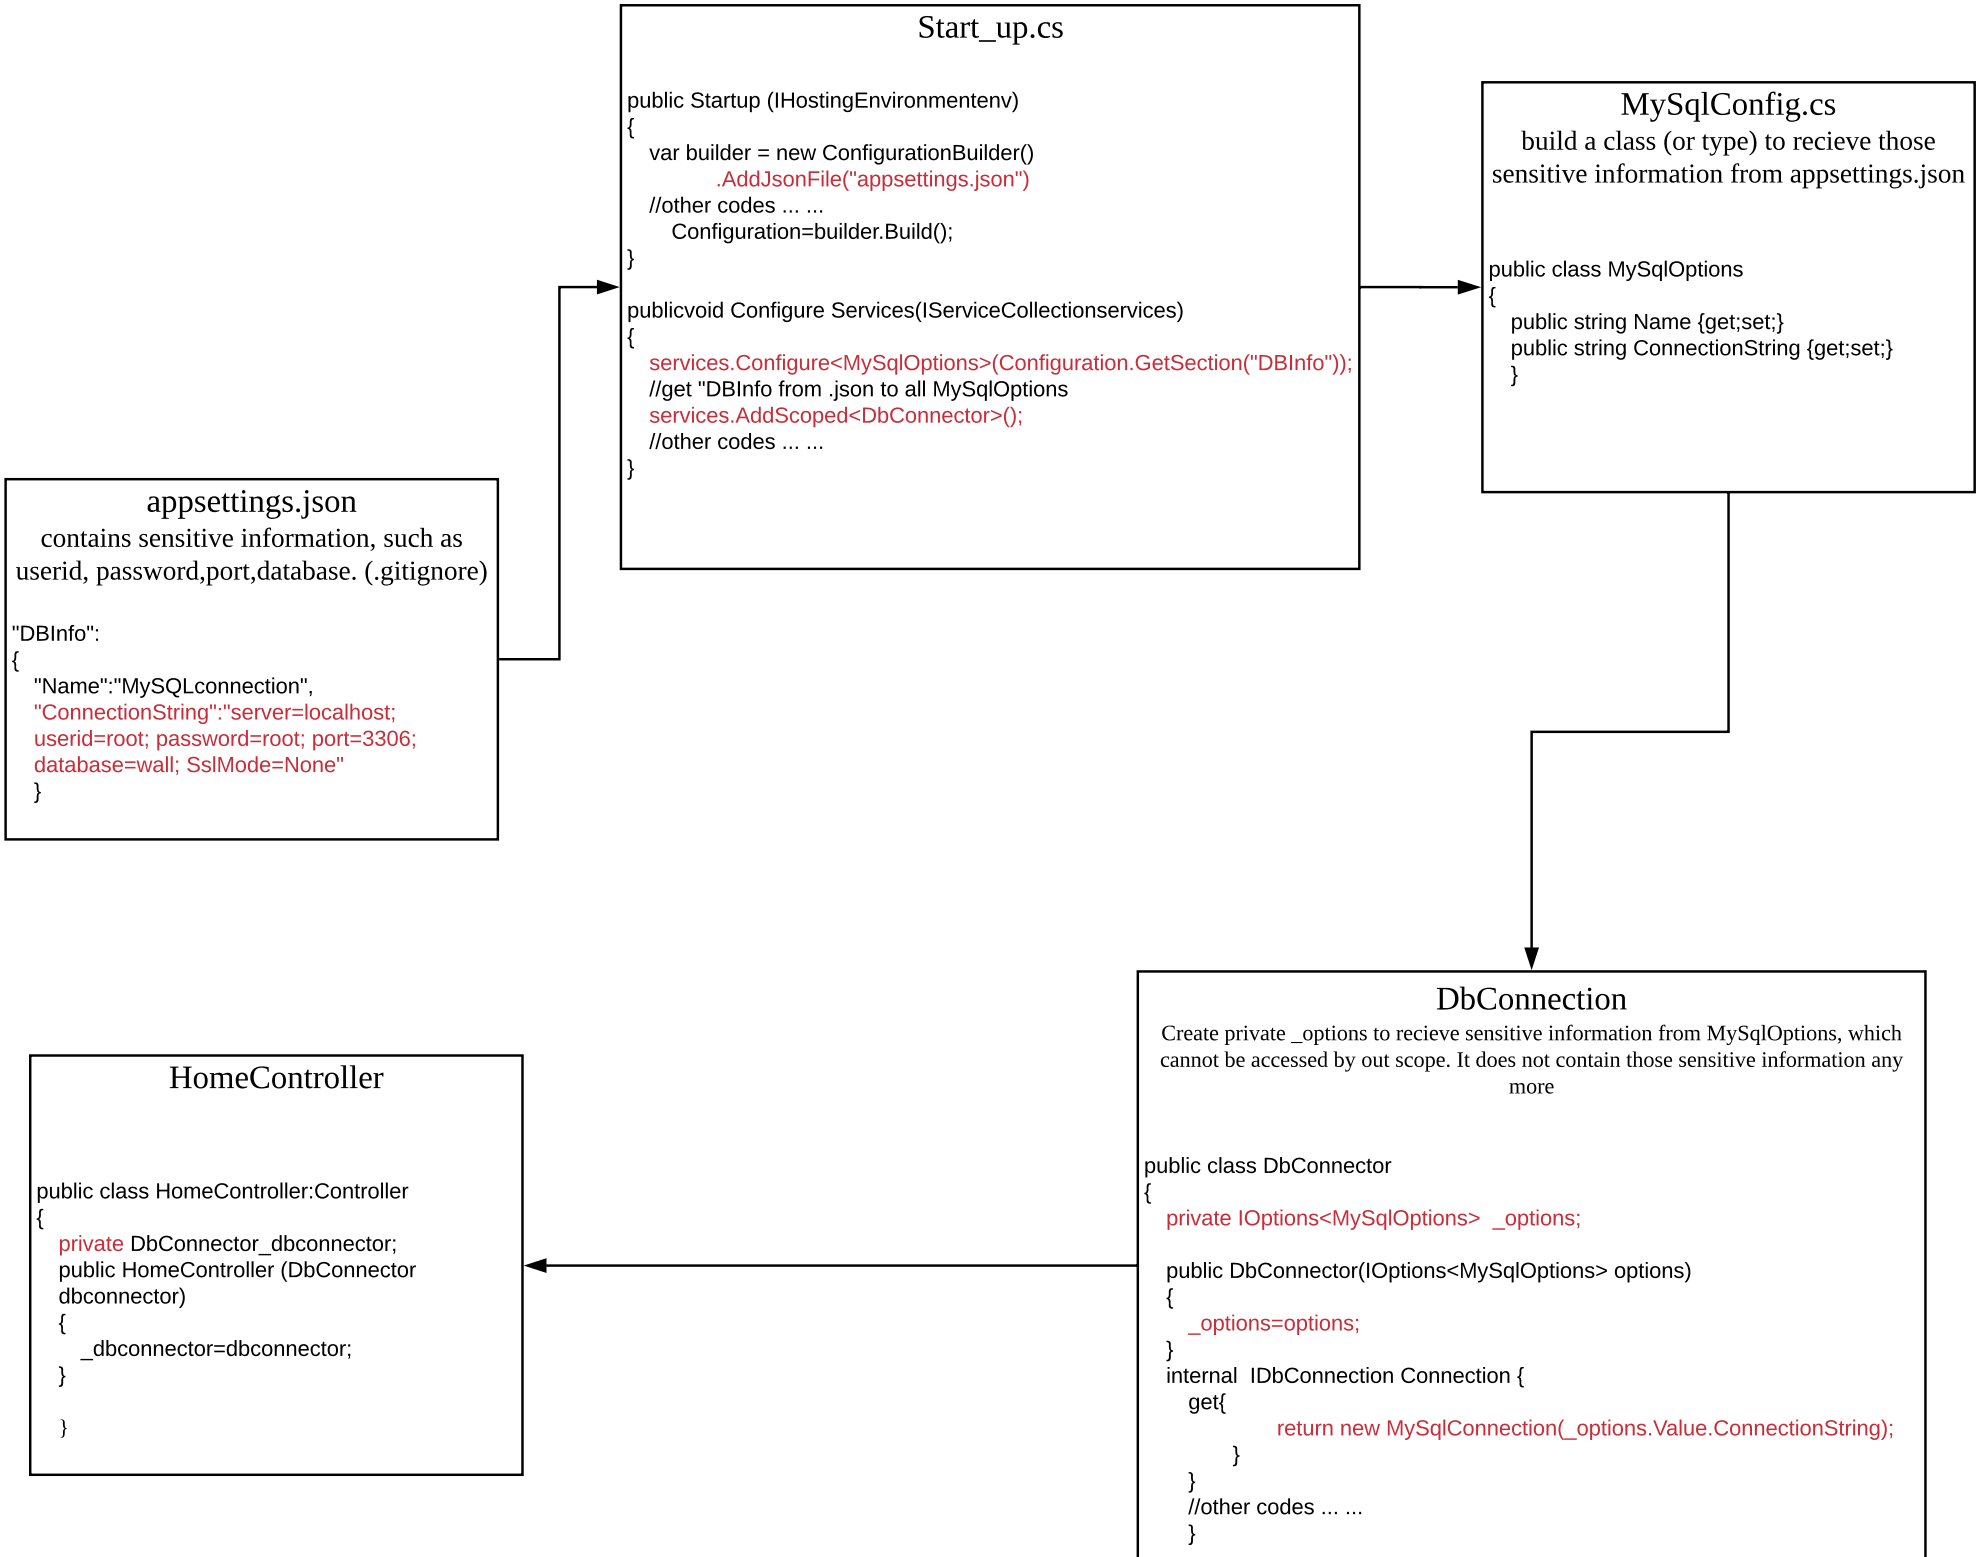 Start_up.cs
public Startup (IHostingEnvironmentenv)
{
var builder = new ConfigurationBuilder()
.AddJsonFile("appsettings.json")
//other codes ... ...
Configuration=builder.Build();
}
publicvoid Configure Services(IServiceCollectionservices)
{
services.Configure<MySqlOptions>(Configuration.GetSection("DBInfo"));
//get "DBInfo from .json to all MySqlOptions
services.AddScoped<DbConnector>();
//other codes ... ...
}
MySqlConfig.cs
build a class (or type) to recieve those
sensitive information from appsettings.json
public class MySqlOptions
{
public string Name {get;set;}
public string ConnectionString {get;set;}
}
appsettings.json
contains sensitive information, such as
userid, password,port,database. (.gitignore)
"DBInfo":
{
"Name":"MySQLconnection",
"ConnectionString":"server=localhost;
userid=root; password=root; port=3306;
database=wall; SslMode=None"
}
DbConnection
Create private _options to recieve sensitive information from MySqlOptions, which
cannot be accessed by out scope. It does not contain those sensitive information any
more
public class DbConnector
{
private IOptions<MySqlOptions>  _options;
public DbConnector(IOptions<MySqlOptions> options)
{
_options=options;
}
internal  IDbConnection Connection {
get{
return new MySqlConnection(_options.Value.ConnectionString);
}
}
//other codes ... ...
}
HomeController
public class HomeController:Controller
{
private DbConnector_dbconnector;
public HomeController (DbConnector
dbconnector)
{
_dbconnector=dbconnector;
}
}